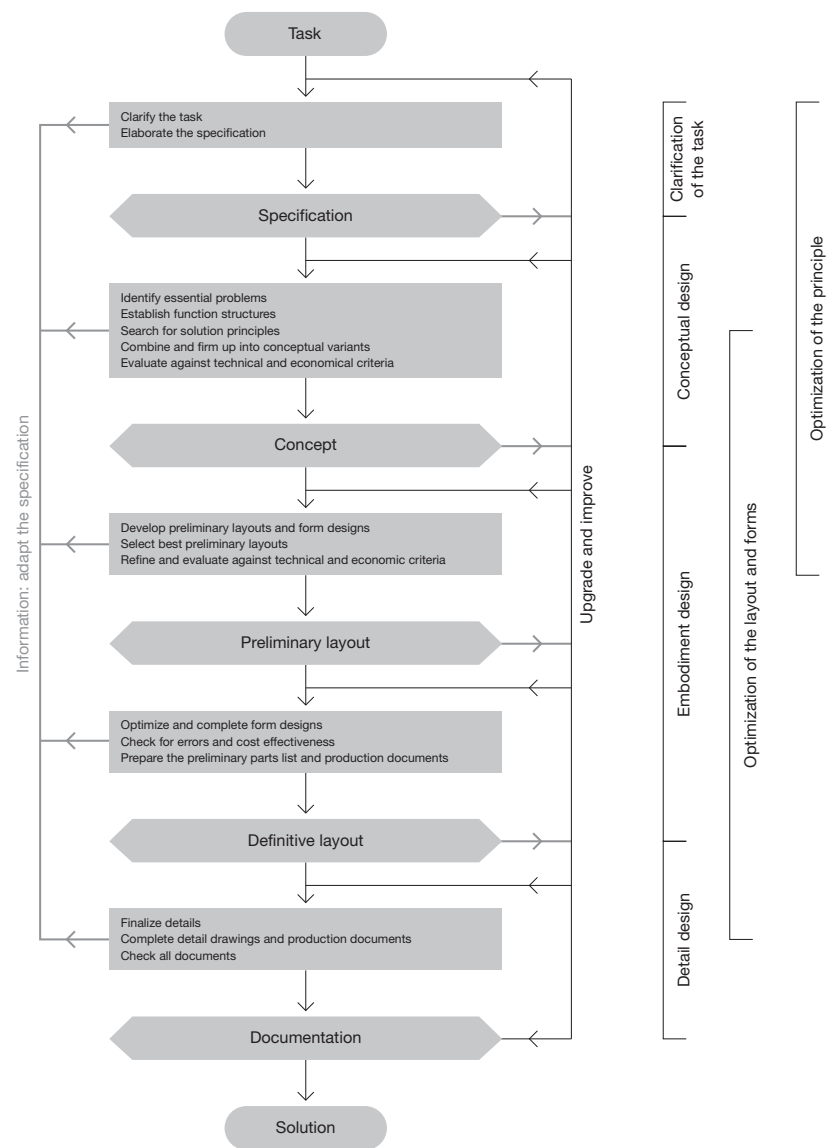 Task
Clarify the task
Elaborate the specification
Specification
Identify essential problems
Establish function structures
Search for solution principles
Combine and firm up into conceptual variants
Evaluate against technical and economical criteria
Concept
Develop preliminary layouts and form designs
Select best preliminary layouts
Refine and evaluate against technical and economic criteria
Preliminary layout
Optimize and complete form designs
Check for errors and cost effectiveness
Prepare the preliminary parts list and production documents
Definitive layout
Finalize details
Complete detail drawings and production documents
Check all documents
Documentation
Solution
Information: adapt the specification
Upgrade and improve
Clarification
of the task
Conceptual design
Embodiment design
Detail design
Optimization of the layout and forms
Optimization of the principle